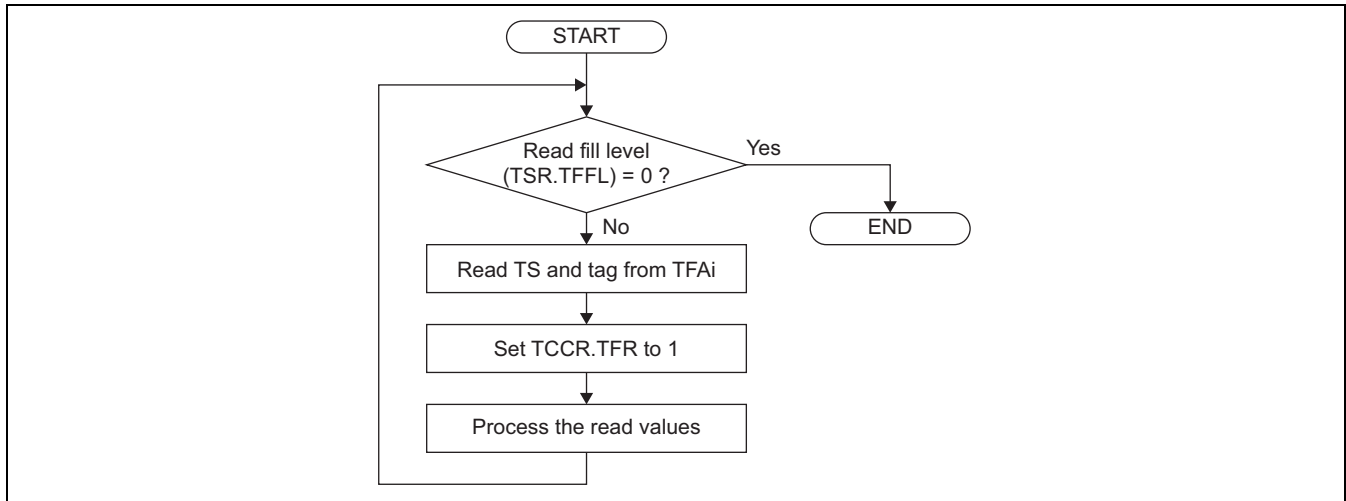 START
Read fill level
(TSR.TFFL) = 0 ?
Yes
No
END
Read TS and tag from TFAi
Set TCCR.TFR to 1
Process the read values